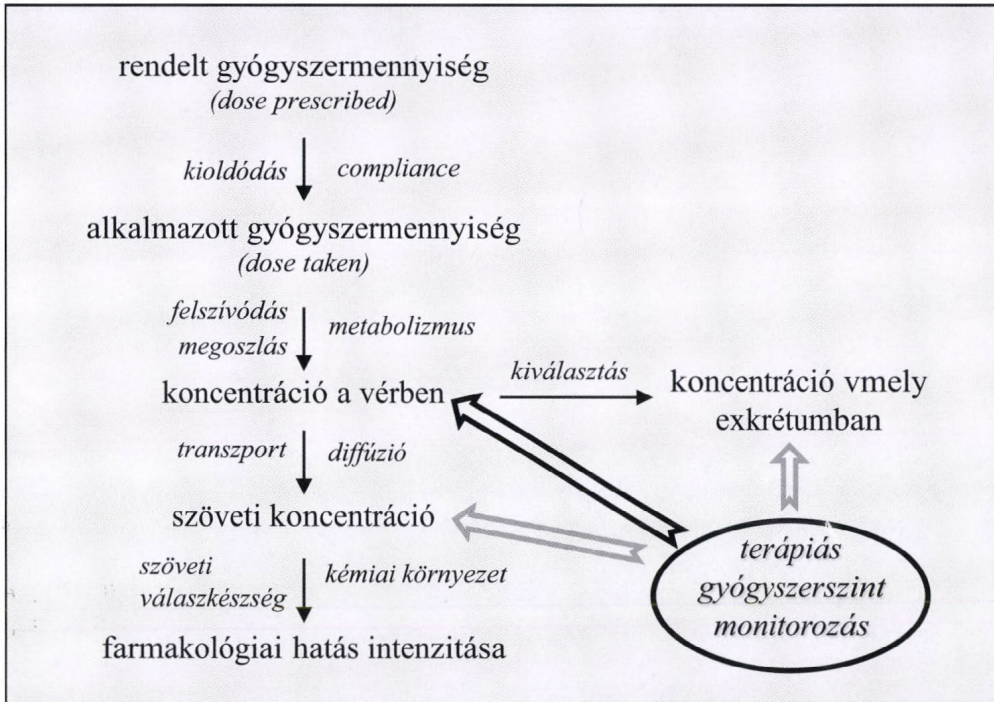 rendelt gyógyszermennyiség
(dose prescribed)
kioldódás
compliance
alkalmazott gyógyszermennyiség
(dose taken)
felszívódás
megoszlás
metabolizmus
koncentráció a vérben
kiválasztás
koncentráció vmely
exkrétumban
transzport
diffúzió
szöveti koncentráció
szöveti
válaszkészség
kémiai környezet
farmakológiai hatás intenzitása
terápiás
gyógyszerszint
monitorozás